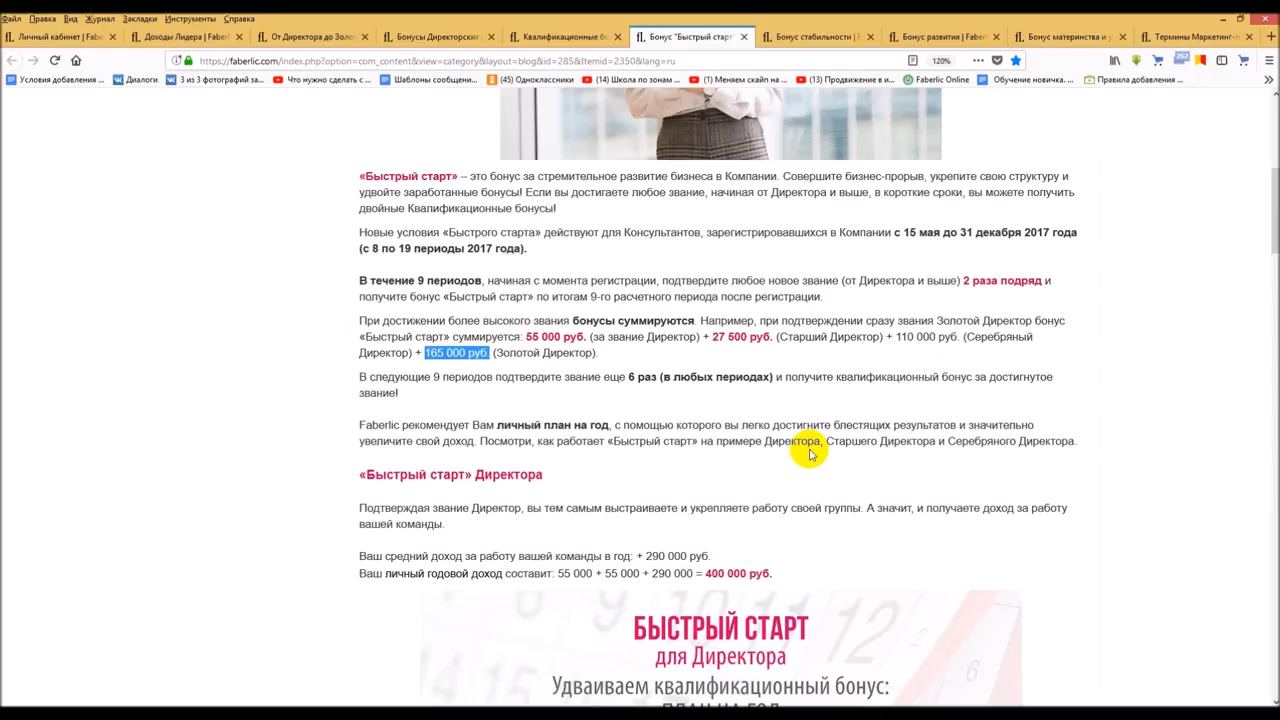 Файл Правка Вид Журнал Закладки Инструменты Справка
Личный кабинет | Faber
Доходы Лидера | Faberl
От Директора до Золо
Бонусы Директорских
Квалификационные бо
Бонус "Быстрый старт"
Бонус стабильности |
Бонус развития | Faberl
Бонус материнства и у
Термины Маркетинг-п
https://faberlic.com/index.php?option=com_content&view=category&layout=blog&id=285&Itemid=2350&lang=ru
120%
262
Условия добавления ...
Диалоги
3 из 3 фотографий за...
Что нужно сделать с ...
Шаблоны сообщени...
(45) Одноклассники
(14) Школа по зонам ...
(1) Меняем скайп на ...
(13) Продвижение в и...
Faberlic Online
Обучение новичка. ...
Правила добавления ...
«Быстрый старт» – это бонус за стремительное развитие бизнеса в Компании. Совершите бизнес-прорыв, укрепите свою структуру и
удвойте заработанные бонусы! Если вы достигаете любое звание, начиная от Директора и выше, в короткие сроки, вы можете получить
двойные Квалификационные бонусы!
Новые условия «Быстрого старта» действуют для Консультантов, зарегистрировавшихся в Компании с 15 мая до 31 декабря 2017 года
(с 8 по 19 периоды 2017 года).
В течение 9 периодов, начиная с момента регистрации, подтвердите любое новое звание (от Директора и выше) 2 раза подряд и
получите бонус «Быстрый старт» по итогам 9-го расчетного периода после регистрации.
При достижении более высокого звания бонусы суммируются. Например, при подтверждении сразу звания Золотой Директор бонус
«Быстрый старт» суммируется: 55 000 руб. (за звание Директор) + 27 500 руб. (Старший Директор) + 110 000 руб. (Серебряный
Директор) + 165 000 руб. (Золотой Директор).
В следующие 9 периодов подтвердите звание еще 6 раз (в любых периодах) и получите квалификационный бонус за достигнутое
звание!
Faberlic рекомендует Вам личный план на год, с помощью которого вы легко достигните блестящих результатов и значительно
увеличите свой доход. Посмотри, как работает «Быстрый старт» на примере Директора, Старшего Директора и Серебряного Директора.
«Быстрый старт» Директора
Подтверждая звание Директор, вы тем самым выстраиваете и укрепляете работу своей группы. А значит, и получаете доход за работу
вашей команды.
Ваш средний доход за работу вашей команды в год: + 290 000 руб.
Ваш личный годовой доход составит: 55 000 + 55 000 + 290 000 = 400 000 руб.
БЫСТРЫЙ СТАРТ
для Директора
Удваиваем квалификационный бонус:
ПЛАН НА ГОД